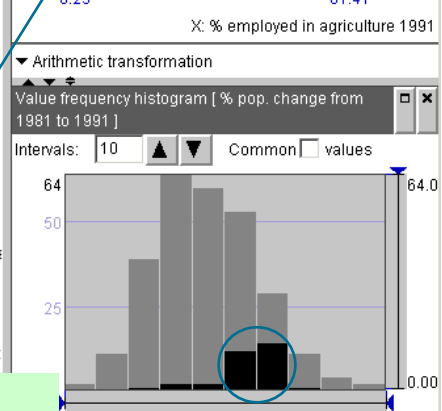 X: % employed in agriculture 1991
Arithmetic transformation
Value frequency histogram [ % pop. change from
1981 to 1991 ]
Intervals: 10 Common values
64 64.0
50
25
0.00